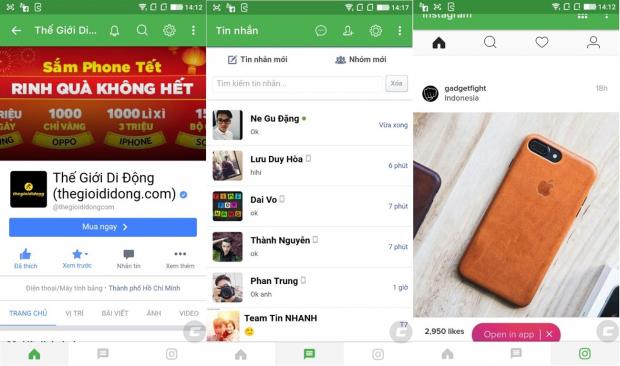 14:12
Thế Giới Di...
Sắm Phone Tết
RINH QUÀ KHÔNG HẾT
1000
CHỈ VÀNG
OPPO
1000 LÌ XÌ
3 TRIỆU
IPHONE
Thế Giới Di Động
(thegioididong.com)
@thegioididongcom
Mua ngay
Đã thích
Xem trước
Nhắn tin
Xem thêm
Điện thoại/Máy tính bảng • Thành phố Hồ Chí Minh
TRANG CHỦ
VỊ TRÍ
BÀI VIẾT
ẢNH
VIDEO
14:17
Tin nhắn
Tin nhắn mới
Nhóm mới
Tìm kiếm tin nhắn...
Xóa
Ne Gu Đặng
Ok
Vừa xong
Lưu Duy Hòa
hihi
6 phút
Dai Vo
ok
7 phút
Thành Nguyên
ok
7 phút
Phan Trung
Ok anh
1 giờ
Team Tin NHANH
T7
14:12
Instagram
gadgetfight
Indonesia
18h
2,950 likes
Open in app | X